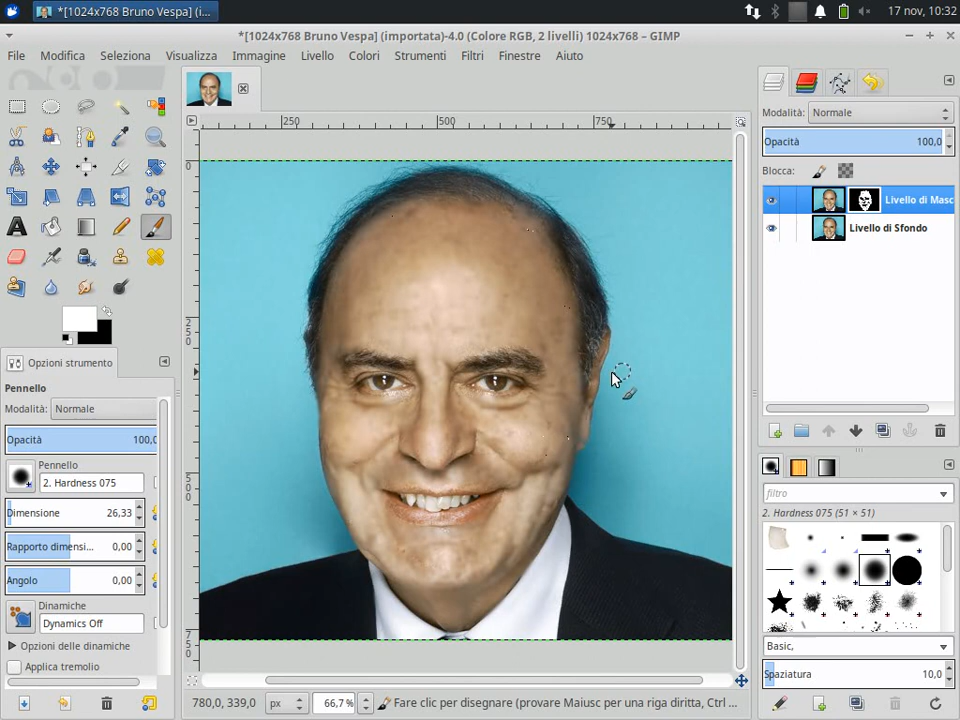 *[1024x768 Bruno Vespa] (i...
17 nov, 10:32
*[1024x768 Bruno Vespa] (importata)-4.0 (Colore RGB, 2 livelli) 1024x768 – GIMP
File Modifica Seleziona Visualizza Immagine Livello Colori Strumenti Filtri Finestre Aiuto
250 500 750
0
250
500
75
Opzioni strumento
Pennello
Modalità: Normale
Opacità 100,0
Pennello
2. Hardness 075
Dimensione 26,33
Rapporto dimensi... 0,00
Angolo 0,00
Dinamiche
Dynamics Off
Opzioni delle dinamiche
Applica tremolio
780,0, 339,0 px 66,7 % Fare clic per disegnare (provare Maiusc per una riga diritta, Ctrl ...
Modalità: Normale
Opacità 100,0
Blocca:
Livello di Masc
Livello di Sfondo
filtro
2. Hardness 075 (51 × 51)
Basic,
Spaziatura 10,0